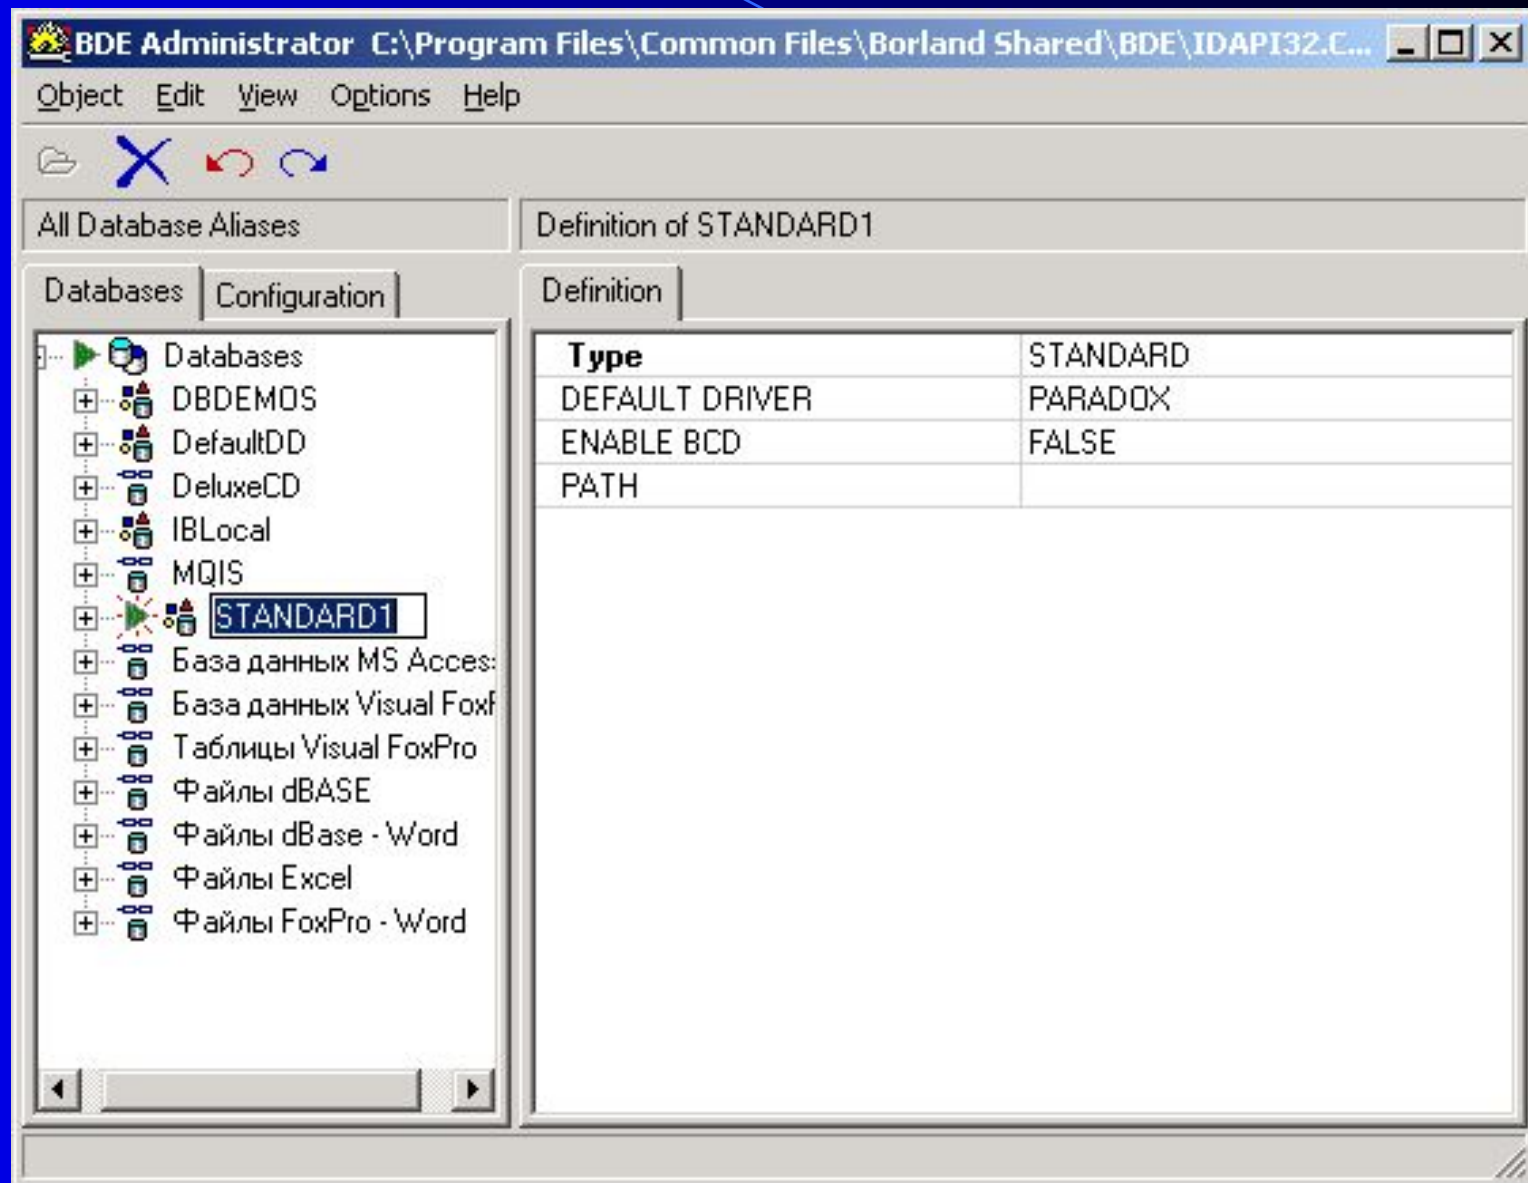 BDE Administrator C:\Program Files\Common Files\Borland Shared\BDE\IDAPI32.C...
Object Edit View Options Help
All Database Aliases
Definition of STANDARD1
Databases Configuration
Definition
Databases
DBDEMOS
DefaultDD
DeluxeCD
IBLocal
MQIS
STANDARD1
База данных MS Acces
База данных Visual Fox
Таблицы Visual FoxPro
Файлы dBASE
Файлы dBase - Word
Файлы Excel
Файлы FoxPro - Word
Type STANDARD
DEFAULT DRIVER PARADOX
ENABLE BCD FALSE
PATH